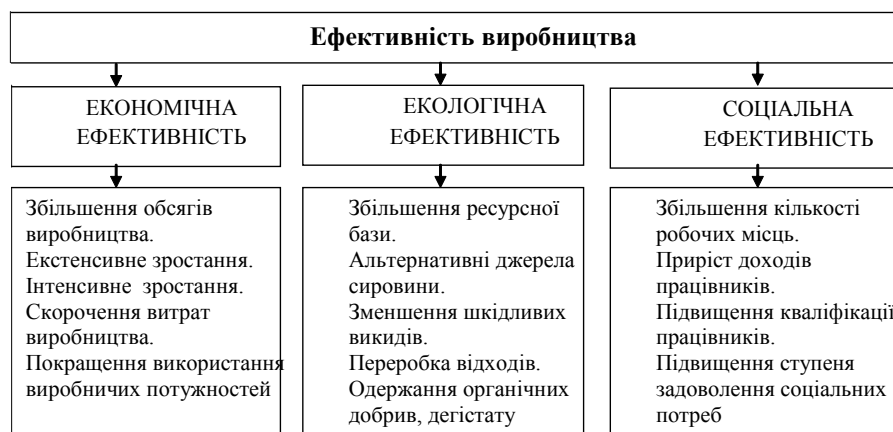 Ефективність виробництва
ЕКОНОМІЧНА
ЕФЕКТИВНІСТЬ
Збільшення обсягів
виробництва.
Екстенсивне зростання.
Інтенсивне зростання.
Скорочення витрат
виробництва.
Покращення використання
виробничих потужностей
ЕКОЛОГІЧНА
ЕФЕКТИВНІСТЬ
Збільшення ресурсної
бази.
Альтернативні джерела
сировини.
Зменшення шкідливих
викидів.
Переробка відходів.
Одержання органічних
добрив, дегістату
СОЦІАЛЬНА
ЕФЕКТИВНІСТЬ
Збільшення кількості
робочих місць.
Приріст доходів
працівників.
Підвищення кваліфікації
працівників.
Підвищення ступеня
задоволення соціальних
потреб